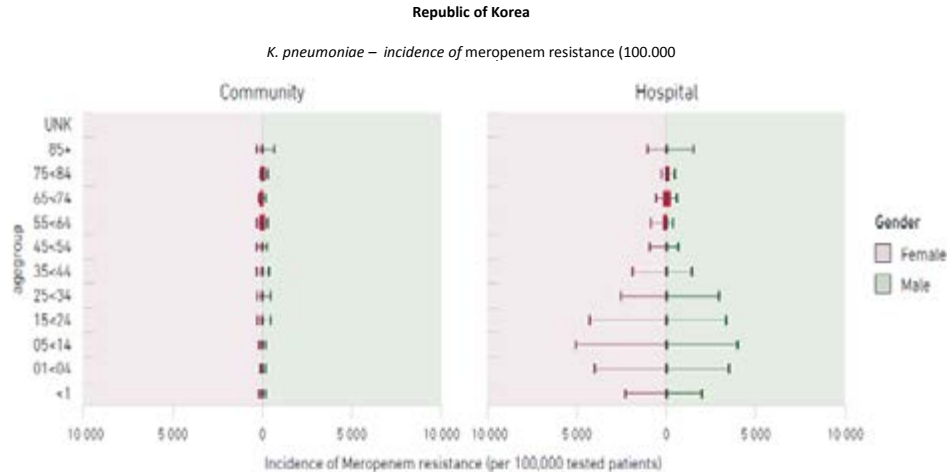 Republic of Korea
K. pneumoniae – incidence of meropenem resistance (100.000
Community
Hospital
agegroup
UNK
85+
75<84
65<74
55<64
45<54
35<44
25<34
15<24
05<14
01<04
<1
10 000 5 000 0 5 000 10 000
10 000 5 000 0 5 000 10 000
Incidence of Meropenem resistance (per 100,000 tested patients)
Gender
Female
Male